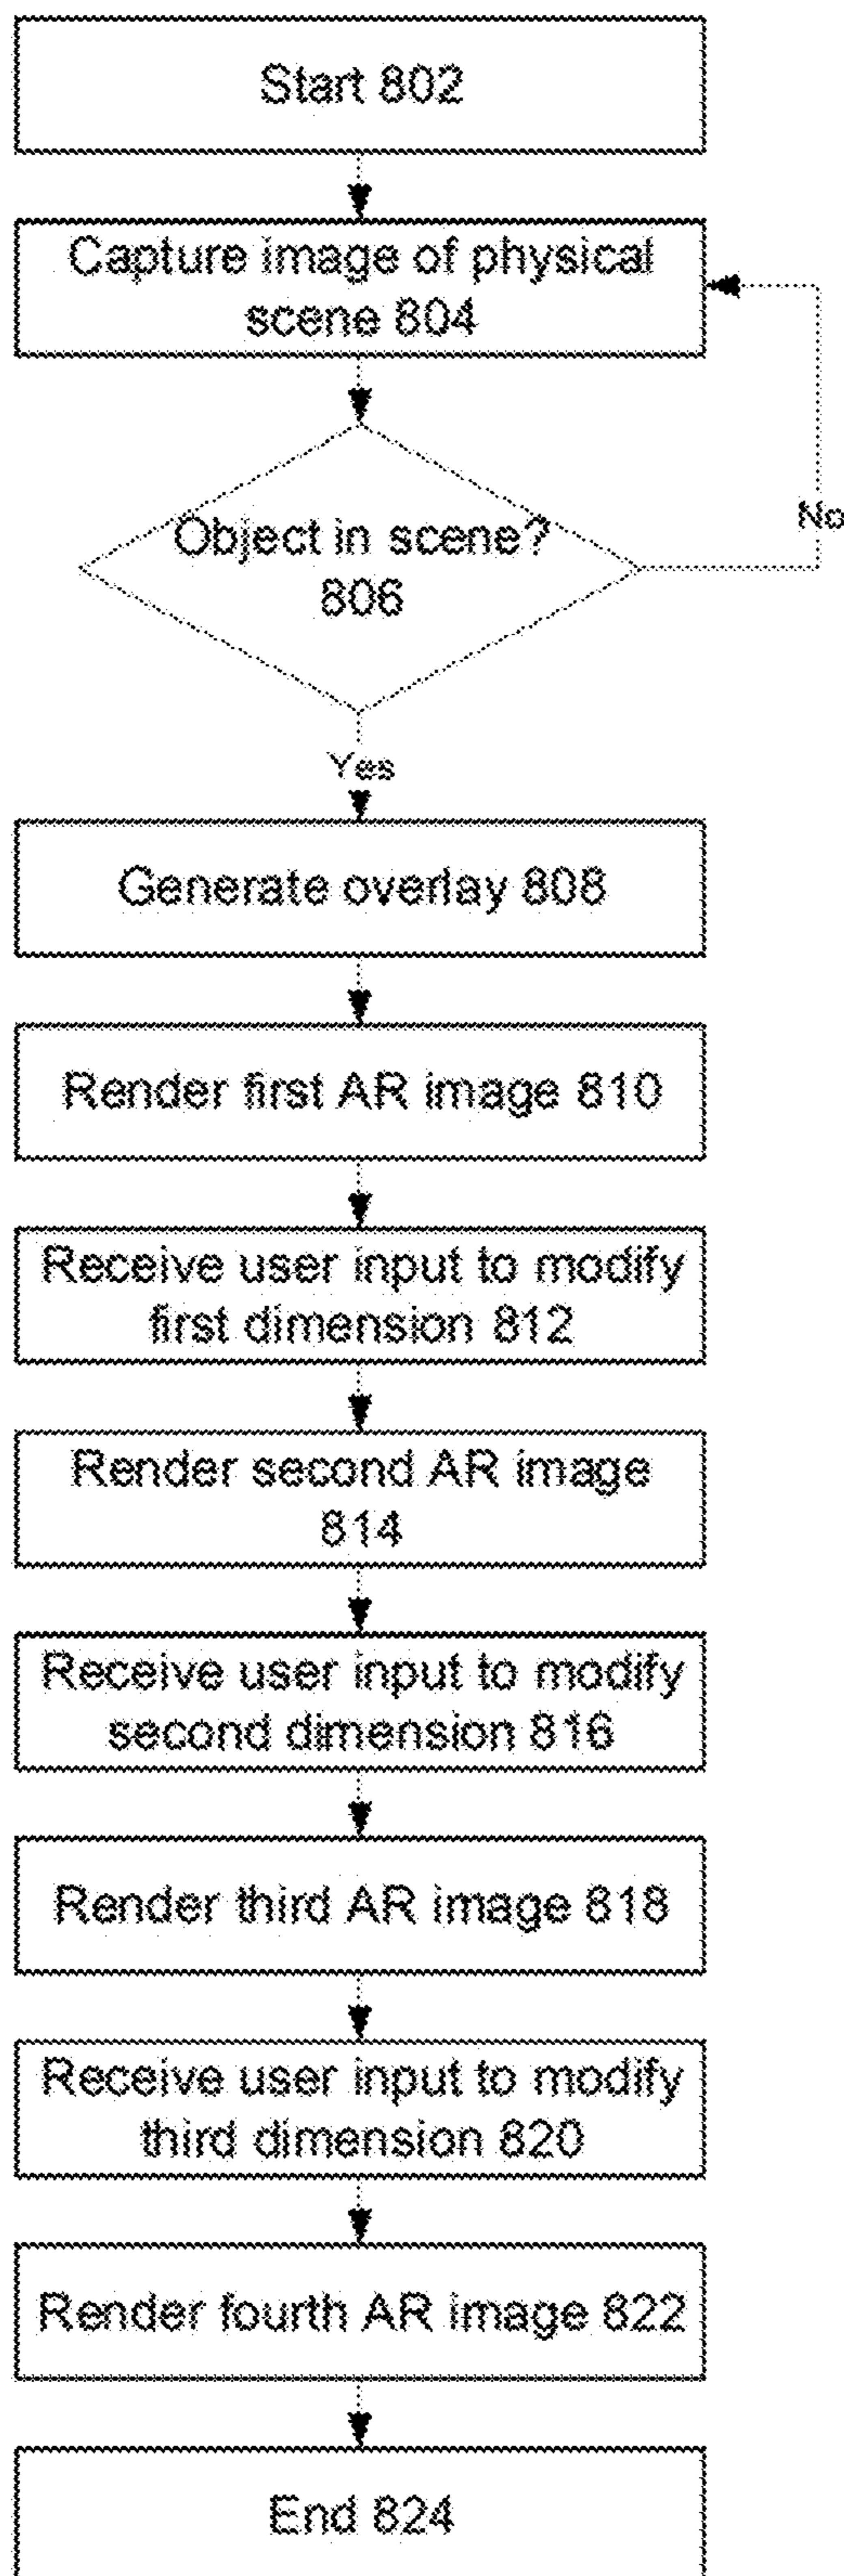 Start 802
Capture image of physical
scene 804
Object in scene?
806
No
Yes
Generate overlay 808
Render first AR image 810
Receive user input to modify
first dimension 812
Render second AR image
814
Receive user input to modify
second dimension 816
Render third AR image 818
Receive user input to modify
third dimension 820
Render fourth AR image 822
End 824